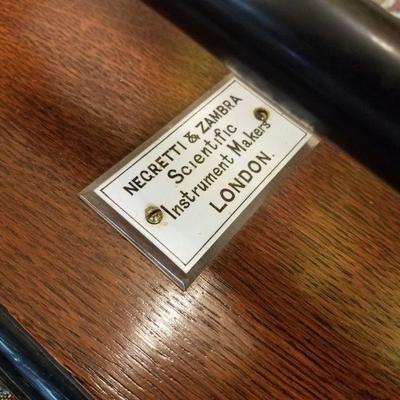 NEGRETTI & ZAMBRA
Scientific
Instrument Makers
LONDON.